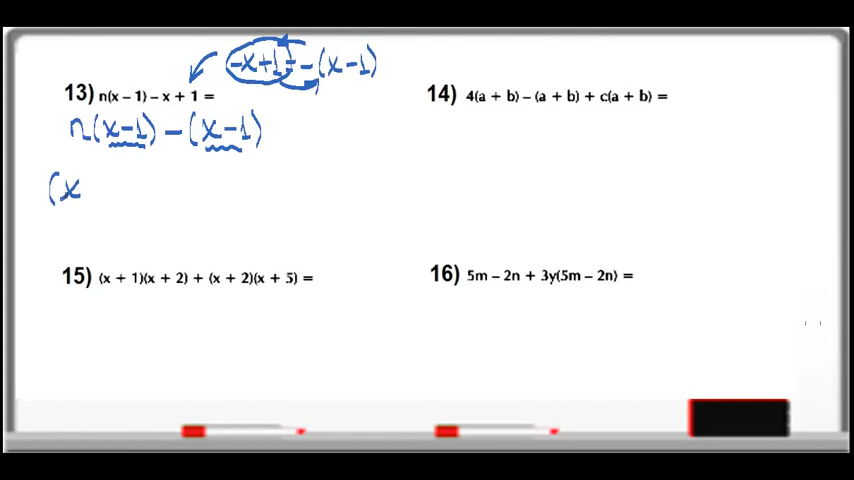 -x+1 = -(x-1)
13) n(x – 1) – x + 1 =
n(x-1) - (x-1)
(x
14) 4(a + b) – (a + b) + c(a + b) =
15) (x + 1)(x + 2) + (x + 2)(x + 5) =
16) 5m – 2n + 3y(5m – 2n) =